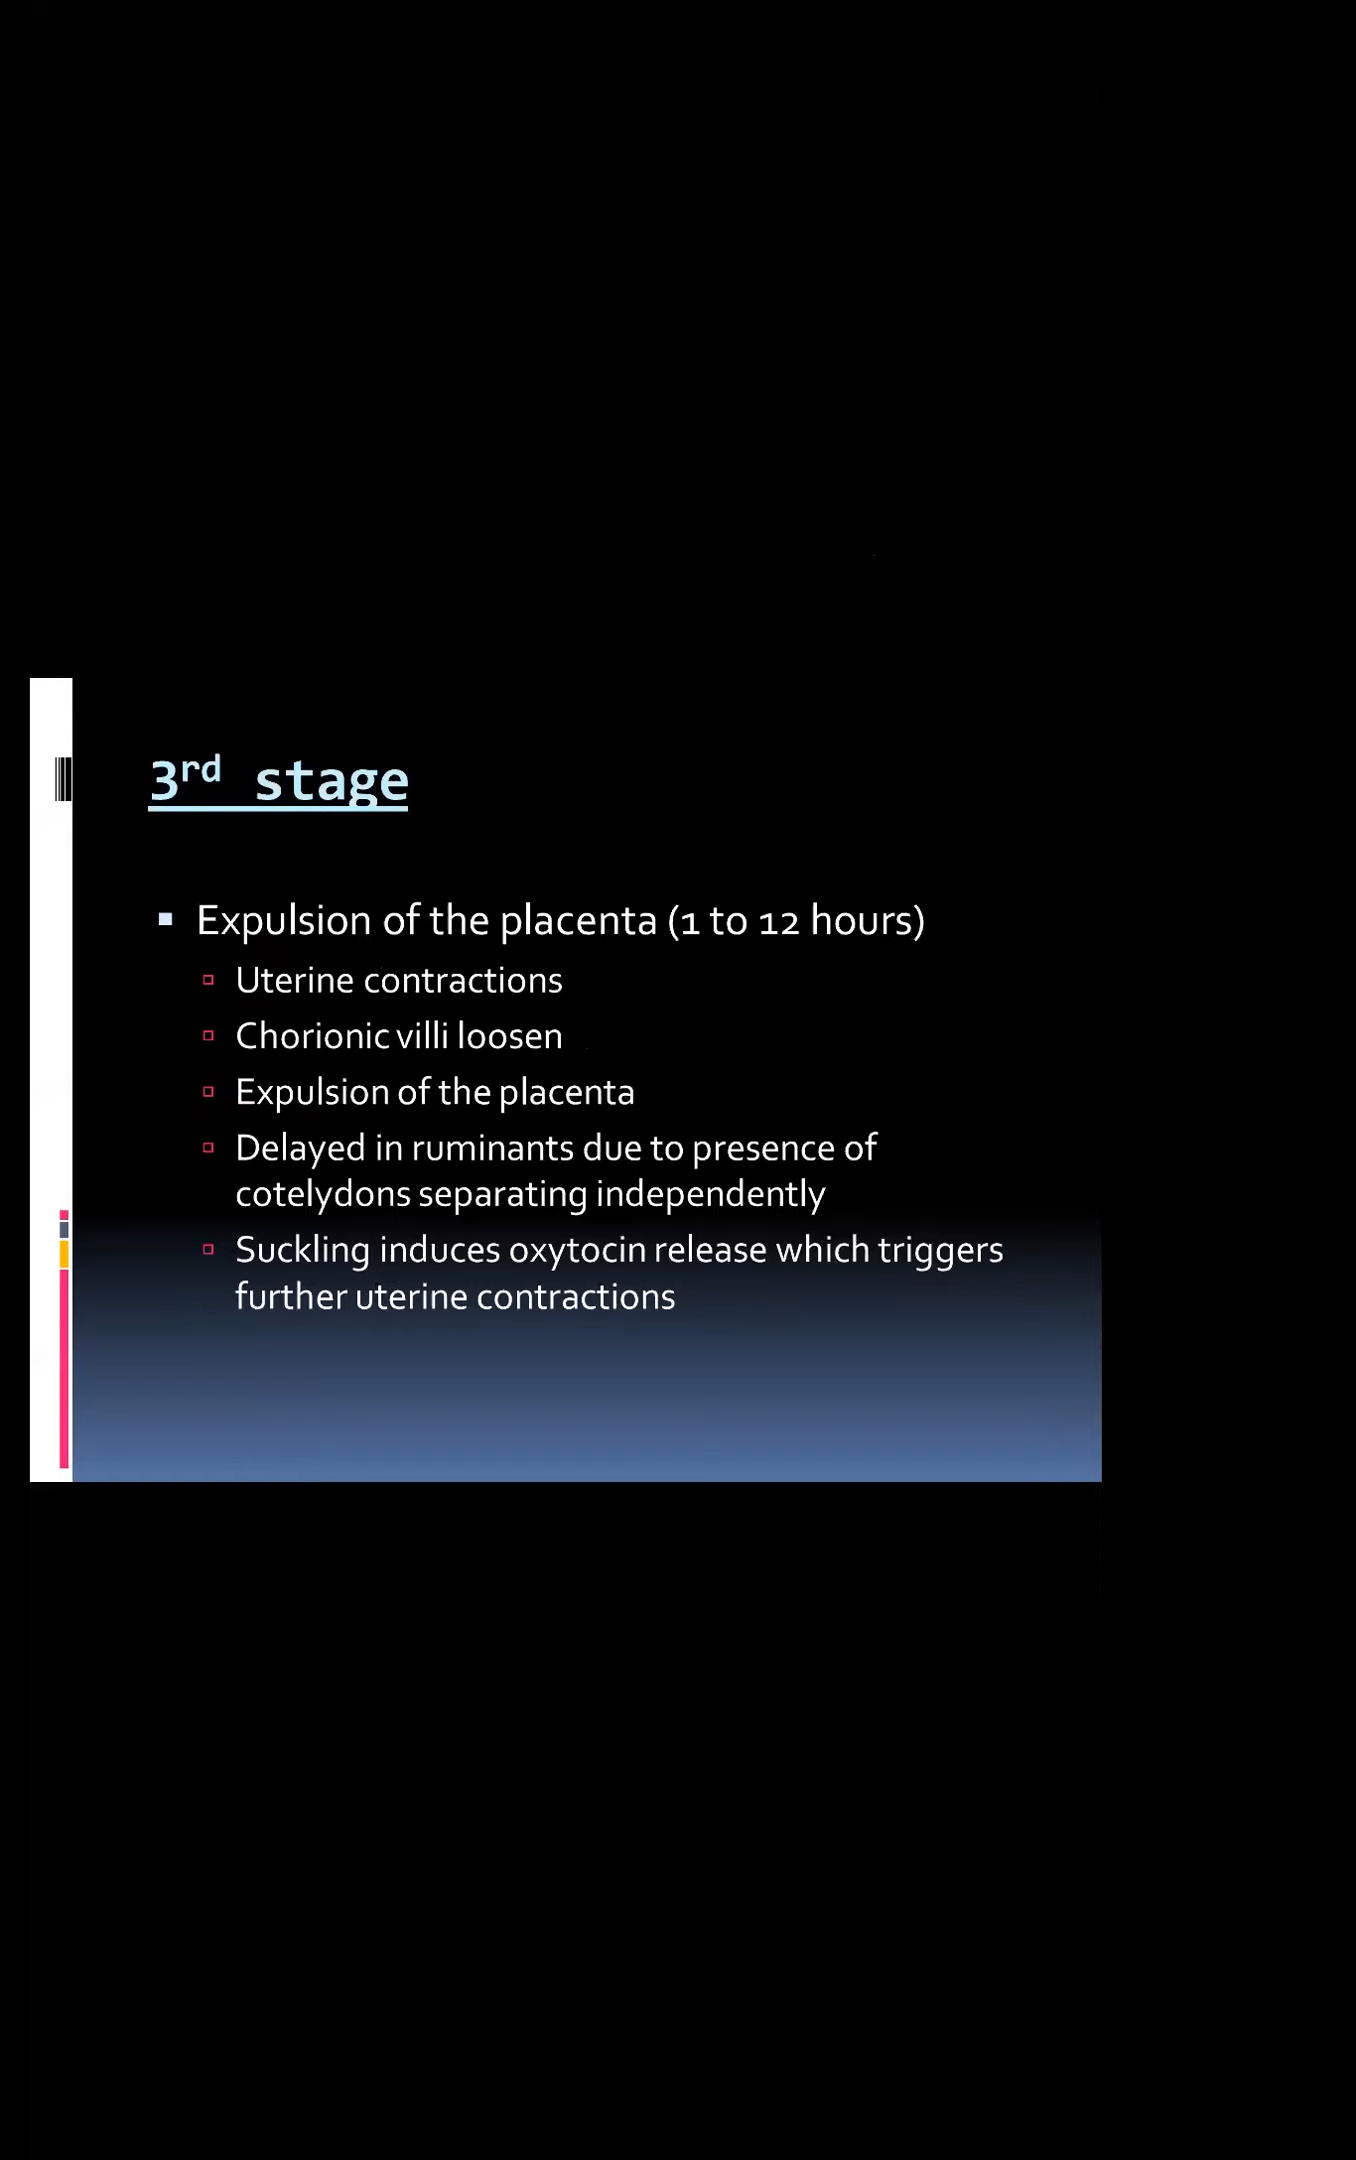 3rd stage
Expulsion of the placenta (1 to 12 hours)
Uterine contractions
Chorionic villi loosen
Expulsion of the placenta
Delayed in ruminants due to presence of
cotelydons separating independently
Suckling induces oxytocin release which triggers
further uterine contractions